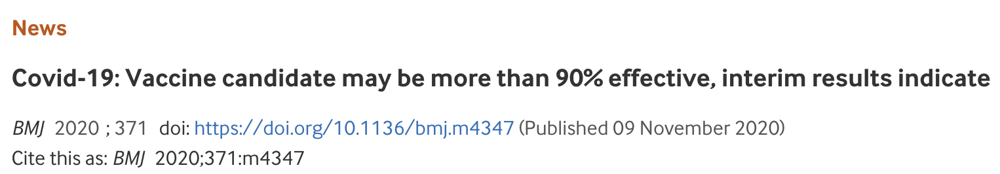 News
Covid-19: Vaccine candidate may be more than 90% effective, interim results indicate
BMJ 2020 ; 371 doi: https://doi.org/10.1136/bmj.m4347 (Published 09 November 2020)
Cite this as: BMJ 2020;371:m4347